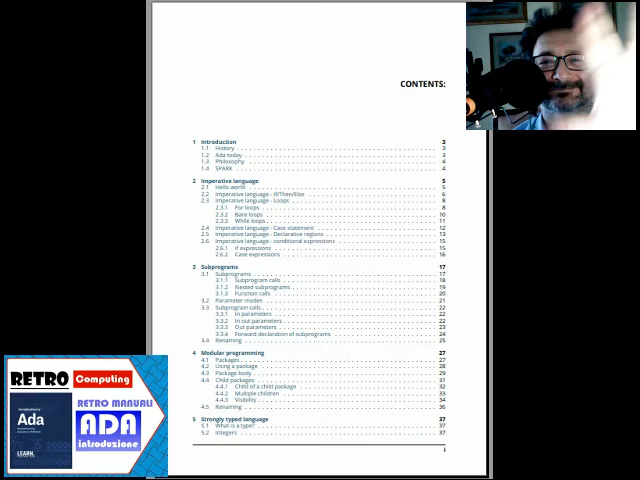 CONTENTS:
1 Introduction 3
1.1 History 3
1.2 Ada today 3
1.3 Philosophy 4
1.4 SPARK 4
2 Imperative language 5
2.1 Hello world 5
2.2 Imperative language - If/Then/Else 6
2.3 Imperative language - Loops 8
2.3.1 For loops 8
2.3.2 Bare loops 10
2.3.3 While loops 11
2.4 Imperative language - Case statement 12
2.5 Imperative language - Declarative regions 13
2.6 Imperative language - conditional expressions 15
2.6.1 If expressions 15
2.6.2 Case expressions 16
3 Subprograms 17
3.1 Subprograms 17
3.1.1 Subprogram calls 18
3.1.2 Nested subprograms 19
3.1.3 Function calls 20
3.2 Parameter modes 21
3.3 Subprogram calls 22
3.3.1 In parameters 22
3.3.2 In out parameters 22
3.3.3 Out parameters 23
3.3.4 Forward declaration of subprograms 24
3.4 Renaming 25
4 Modular programming 27
4.1 Packages 27
4.2 Using a package 28
4.3 Package body 29
4.4 Child packages 31
4.4.1 Child of a child package 32
4.4.2 Multiple children 33
4.4.3 Visibility 34
4.5 Renaming 36
5 Strongly typed language 37
5.1 What is a type? 37
5.2 Integers 37
i
RETRO Computing
RETRO MANUALI
ADA
introduzione
Introduction to
Ada
LEARN.